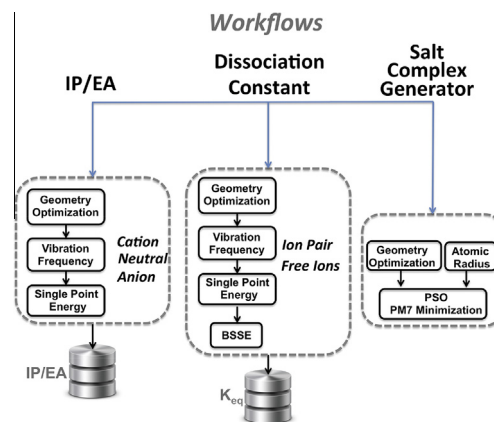 Workflows
IP/EA
Dissociation
Constant
Salt
Complex
Generator
Geometry
Optimization
Vibration
Frequency
Single Point
Energy
Cation
Neutral
Anion
IP/EA
Geometry
Optimization
Vibration
Frequency
Single Point
Energy
BSSE
Ion Pair
Free Ions
Keq
Geometry
Optimization
Atomic
Radius
PSO
PM7 Minimization